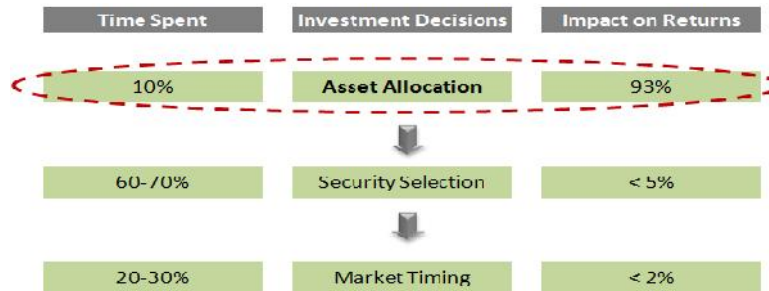 Time Spent Investment Decisions Impact on Returns
10% Asset Allocation 93%
60-70% Security Selection < 5%
20-30% Market Timing < 2%